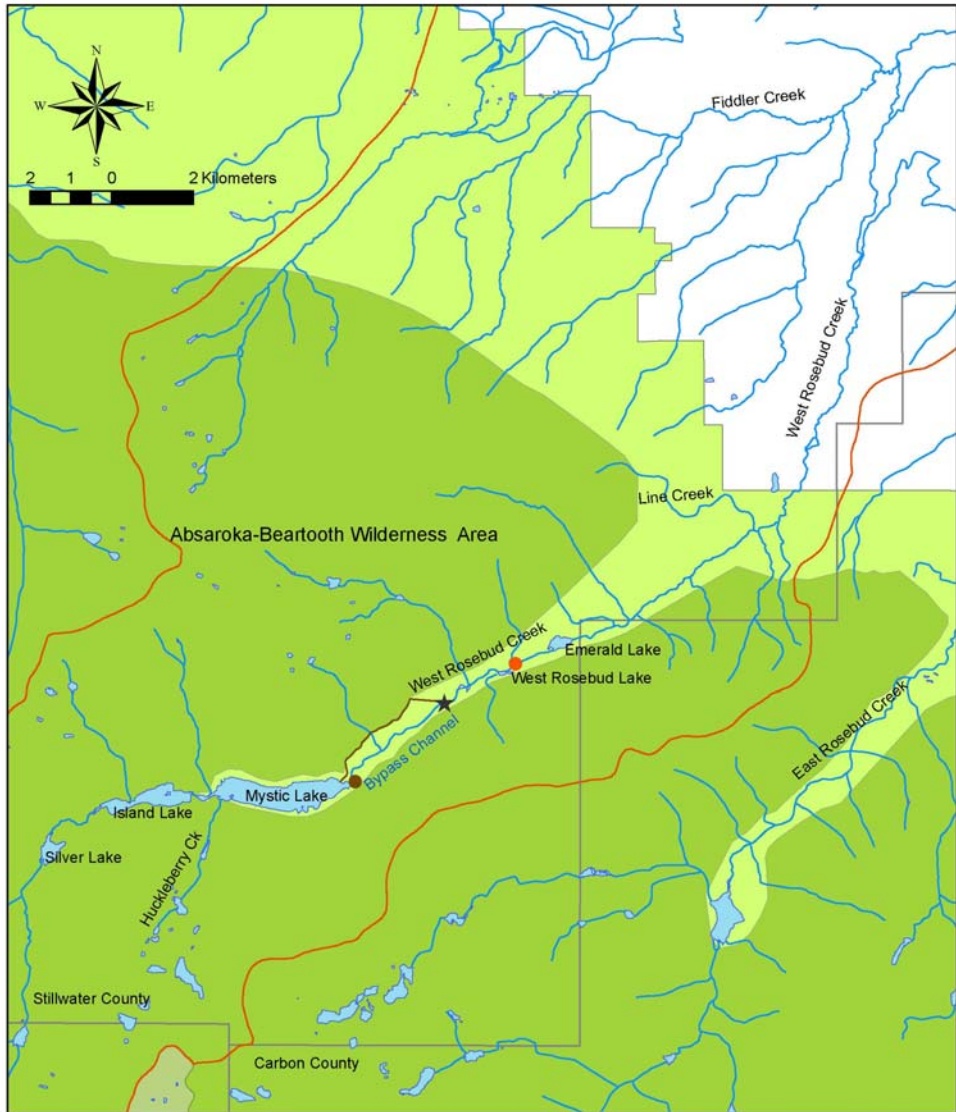 N
W
E
S
2 1 0 2 Kilometers
Fiddler Creek
West Rosebud Creek
Line Creek
Absaroka-Beartooth Wilderness Area
West Rosebud Creek
Emerald Lake
West Rosebud Lake
East Rosebud Creek
Bypass Channel
Mystic Lake
Island Lake
Silver Lake
Huckleberry Ck
Stillwater County
Carbon County